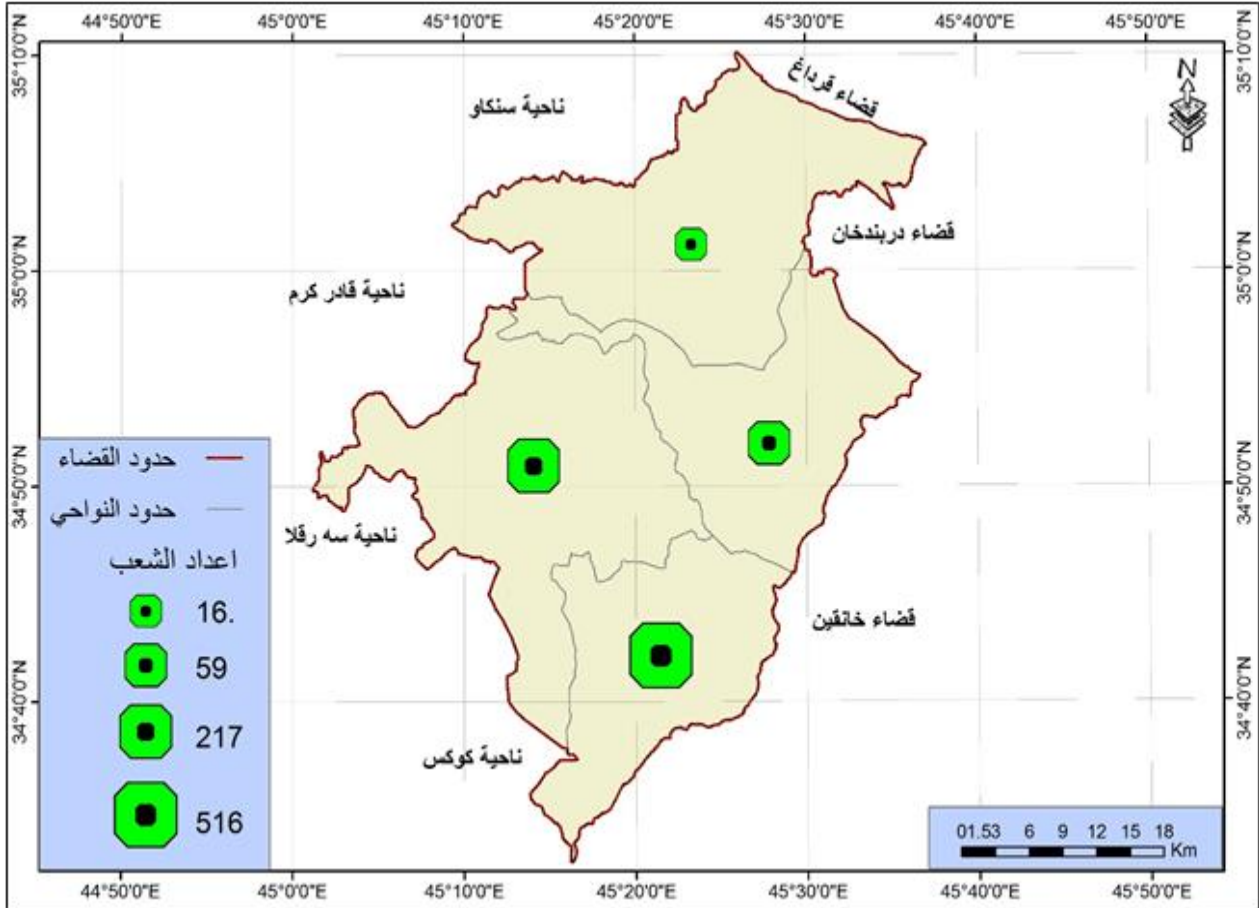 44°50'0"E 45°0'0"E 45°10'0"E 45°20'0"E 45°30'0"E 45°40'0"E 45°50'0"E
35°10'0"N
35°10'0"N
قضاء قرداغ
N
ناحية سنكاو
قضاء دربندخان
35°0'0"N
35°0'0"N
ناحية قادر كرم
حدود القضاء
34°50'0"N
34°50'0"N
حدود النواحي
ناحية سه رقلا
اعداد الشعب
16.
قضاء خانقين
59
34°40'0"N
34°40'0"N
217
ناحية كوكس
516
01.53 6 9 12 15 18
Km
44°50'0"E 45°0'0"E 45°10'0"E 45°20'0"E 45°30'0"E 45°40'0"E 45°50'0"E